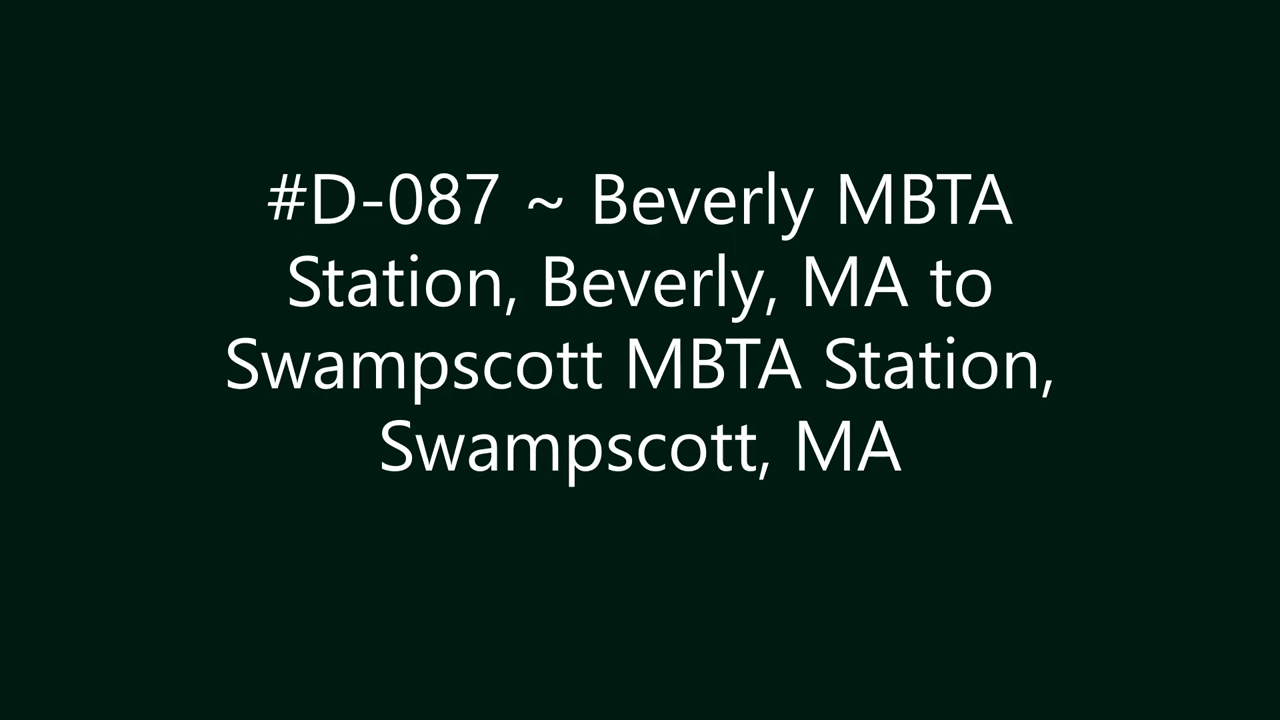 #D-087 ~ Beverly MBTA
Station, Beverly, MA to
Swampscott MBTA Station,
Swampscott, MA